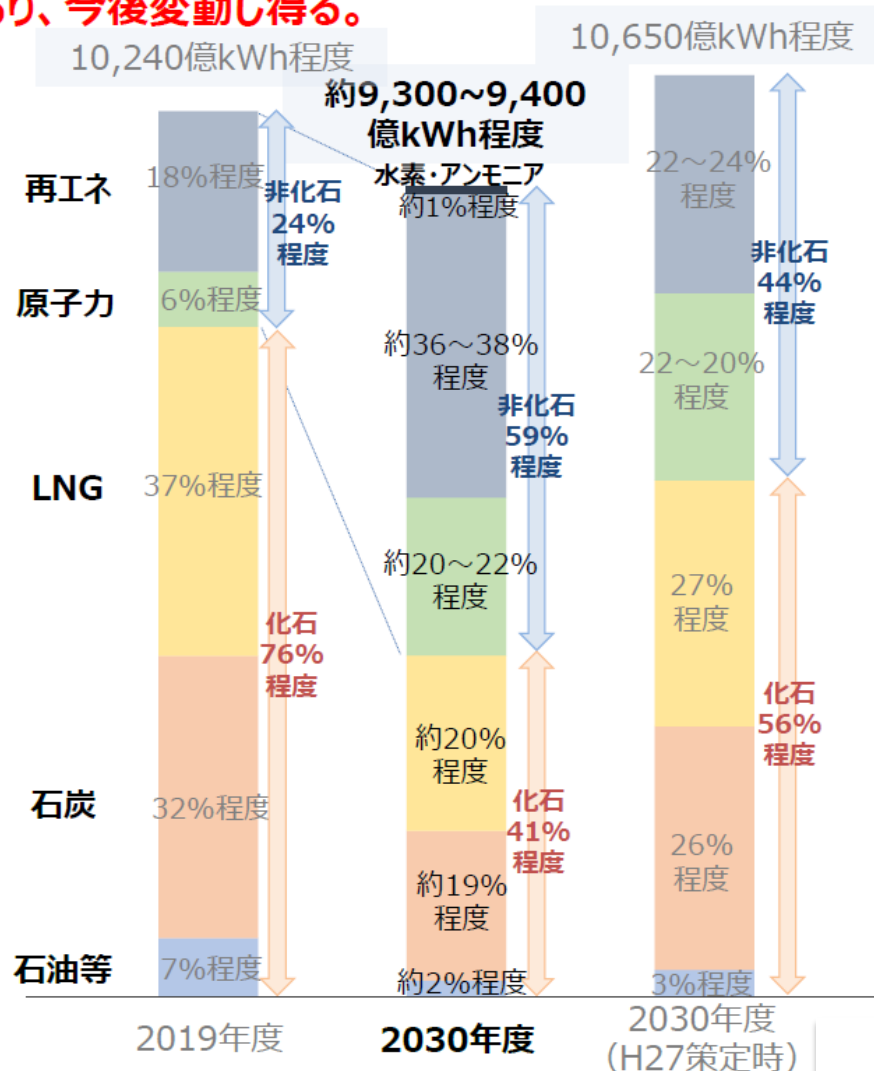 り、今後変動し得る。
10,240億kWh程度
10,650億kWh程度
約9,300~9,400
億kWh程度
水素・アンモニア
約1%程度
再エネ
18%程度
非化石
24%
程度
原子力
6%程度
LNG
37%程度
化石
76%
程度
石炭
32%程度
石油等
7%程度
約36～38%
程度
非化石
59%
程度
約20～22%
程度
約20%
程度
化石
41%
程度
約19%
程度
約2%程度
22～24%
程度
非化石
44%
程度
22～20%
程度
27%
程度
化石
56%
程度
26%
程度
3%程度
2019年度
2030年度
2030年度
（H27策定時）